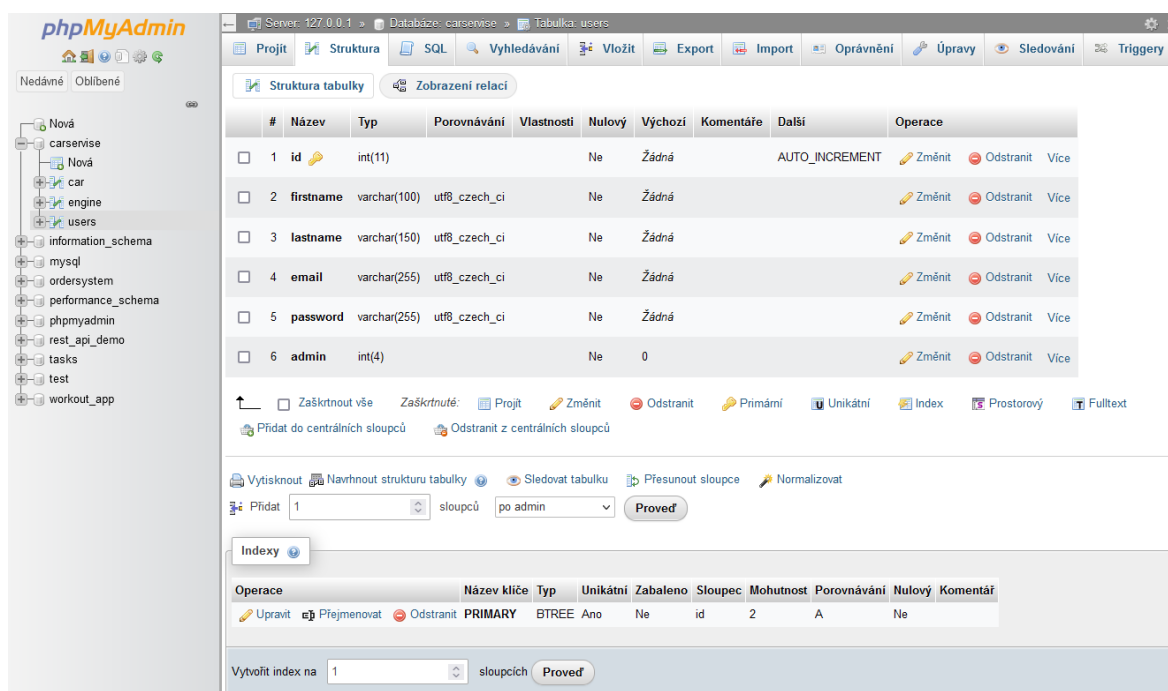 phpMyAdmin
Nedávné Oblíbené
Nová
carservise
Nová
car
engine
users
information_schema
mysql
ordersystem
performance_schema
phpmyadmin
rest_api_demo
tasks
test
workout_app
Server: 127.0.0.1 » Databáze: carservise » Tabulka: users
Projít Struktura SQL Vyhledávání Vložit Export Import Oprávnění Úpravy Sledování Triggery
Struktura tabulky Zobrazení relací
# Název Typ Porovnávání Vlastnosti Nulový Výchozí Komentáře Další Operace
1 id int(11) Ne Žádná AUTO_INCREMENT Změnit Odstranit Více
2 firstname varchar(100) utf8_czech_ci Ne Žádná Změnit Odstranit Více
3 lastname varchar(150) utf8_czech_ci Ne Žádná Změnit Odstranit Více
4 email varchar(255) utf8_czech_ci Ne Žádná Změnit Odstranit Více
5 password varchar(255) utf8_czech_ci Ne Žádná Změnit Odstranit Více
6 admin int(4) Ne 0 Změnit Odstranit Více
Zaškrtnout vše Zaškrtnuté: Projít Změnit Odstranit Primární Unikátní Index Prostorový Fulltext
Přidat do centrálních sloupců Odstranit z centrálních sloupců
Vytisknout Navrhnout strukturu tabulky Sledovat tabulku Přesunout sloupce Normalizovat
Přidat 1 sloupců po admin Proveď
Indexy
Operace Název klíče Typ Unikátní Zabaleno Sloupec Mohutnost Porovnávání Nulový Komentář
Upravit Přejmenovat Odstranit PRIMARY BTREE Ano Ne id 2 A Ne
Vytvořit index na 1 sloupcích Proveď